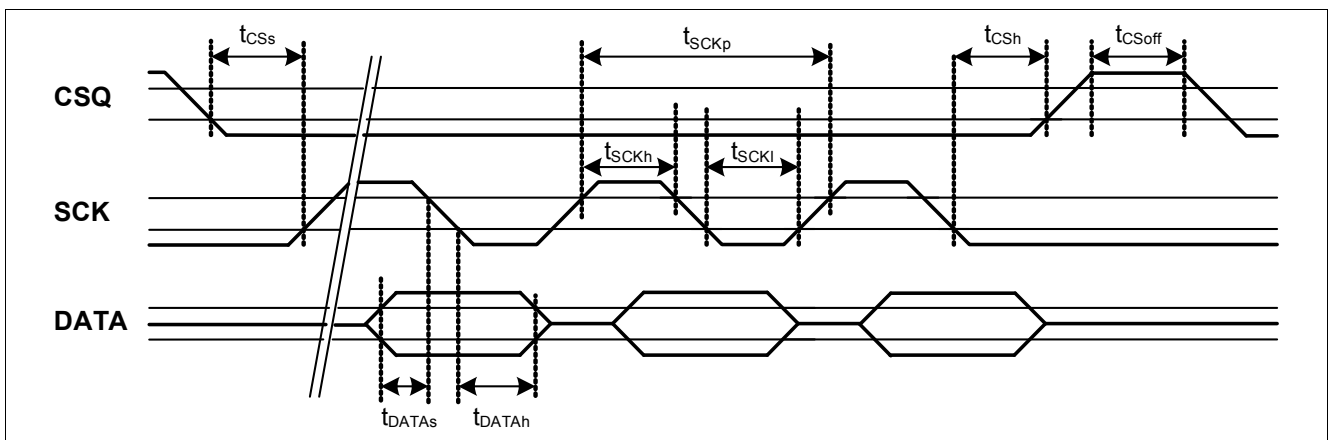 tCSs
tSCKp
tCSh
tCSoff
CSQ
tSCKh
tSCKl
SCK
DATA
tDATAs
tDATAh